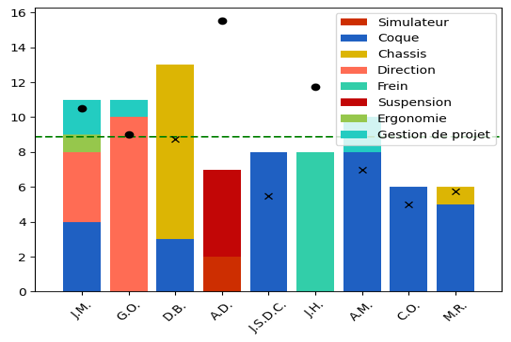 16
14
12
10
8
6
4
2
0
Simulateur
Coque
Chassis
Direction
Frein
Suspension
Ergonomie
Gestion de projet
J.M.
G.O.
D.B.
A.D.
J.S.D.C.
J.H.
A.M.
C.O.
M.R.